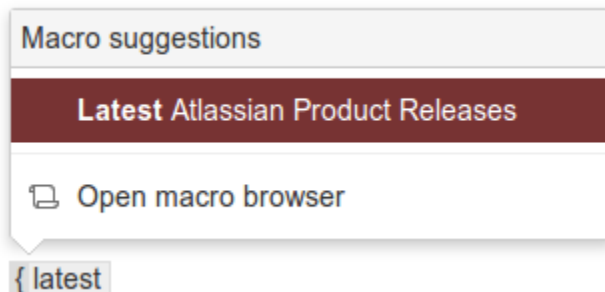 Macro suggestions
Latest Atlassian Product Releases
Open macro browser
{ latest